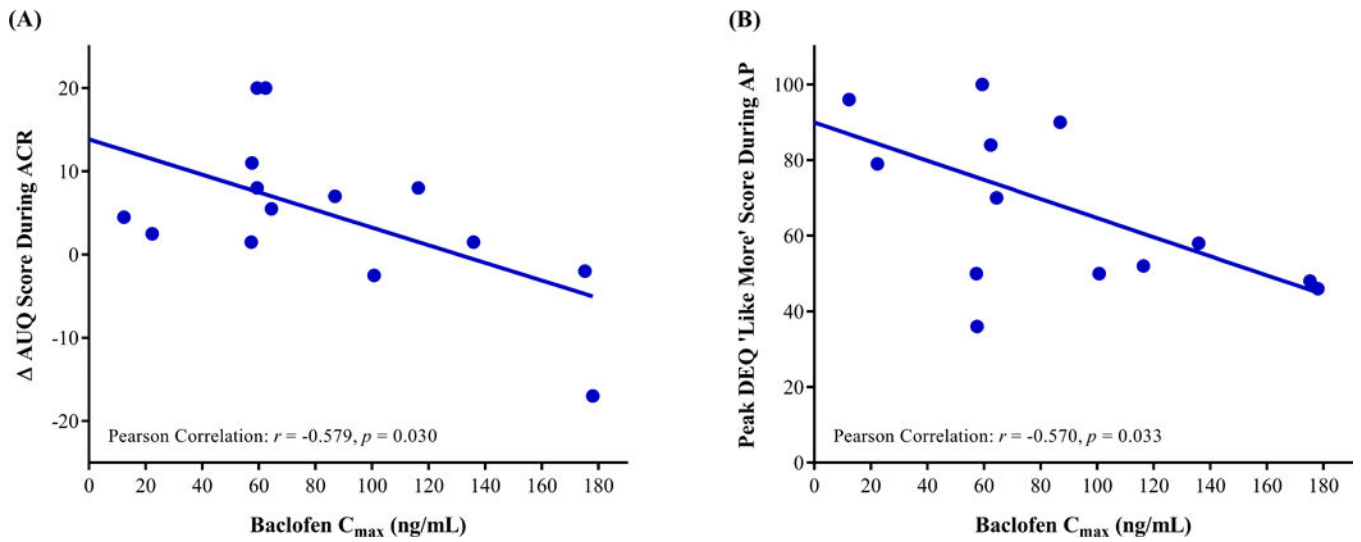 (A)
Δ AUQ Score During ACR
20
10
0
-10
-20
Pearson Correlation: r = -0.579, p = 0.030
0 20 40 60 80 100 120 140 160 180
Baclofen Cmax (ng/mL)
(B)
Peak DEQ 'Like More' Score During AP
100
80
60
40
20
0
Pearson Correlation: r = -0.570, p = 0.033
0 20 40 60 80 100 120 140 160 180
Baclofen Cmax (ng/mL)